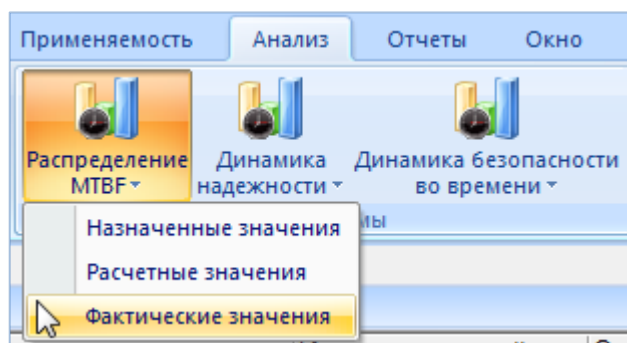 Применяемость Анализ Отчеты Окно
Распределение MTBF
Динамика надежности
Динамика безопасности во времени
Назначенные значения
Расчетные значения
Фактические значения